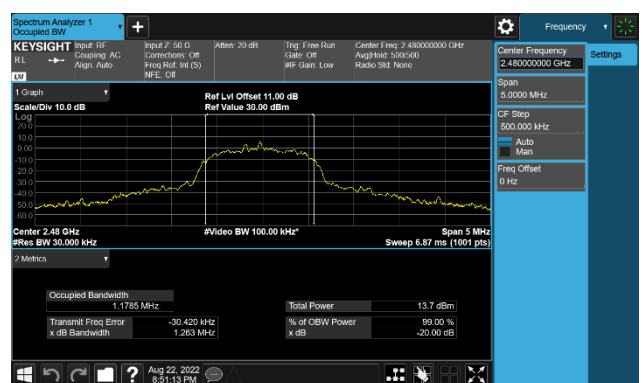 Spectrum Analyzer 1
Occupied BW
+
Frequency
KEYSIGHT
R L
LXI
Input: RF
Coupling: AC
Align: Auto
Input Z: 50 Ω
Corrections: Off
Freq Ref: Int (S)
NFE: Off
Atten: 20 dB
Trig: Free Run
Gate: Off
#IF Gain: Low
Center Freq: 2.480000000 GHz
Avg|Hold: 500/500
Radio Std: None
Center Frequency
2.480000000 GHz
Settings
Span
5.0000 MHz
CF Step
500.000 kHz
Auto
Man
Freq Offset
0 Hz
1 Graph
Scale/Div 10.0 dB
Ref Lvl Offset 11.00 dB
Ref Value 30.00 dBm
Log
20.0
10.0
0.00
-10.0
-20.0
-30.0
-40.0
-50.0
-60.0
Center 2.48 GHz
#Res BW 30.000 kHz
#Video BW 100.00 kHz*
Span 5 MHz
Sweep 6.87 ms (1001 pts)
2 Metrics
Occupied Bandwidth
1.1785 MHz
Total Power 13.7 dBm
Transmit Freq Error -30.420 kHz
% of OBW Power 99.00 %
x dB Bandwidth 1.263 MHz
x dB -20.00 dB
?
Aug 22, 2022
8:51:13 PM